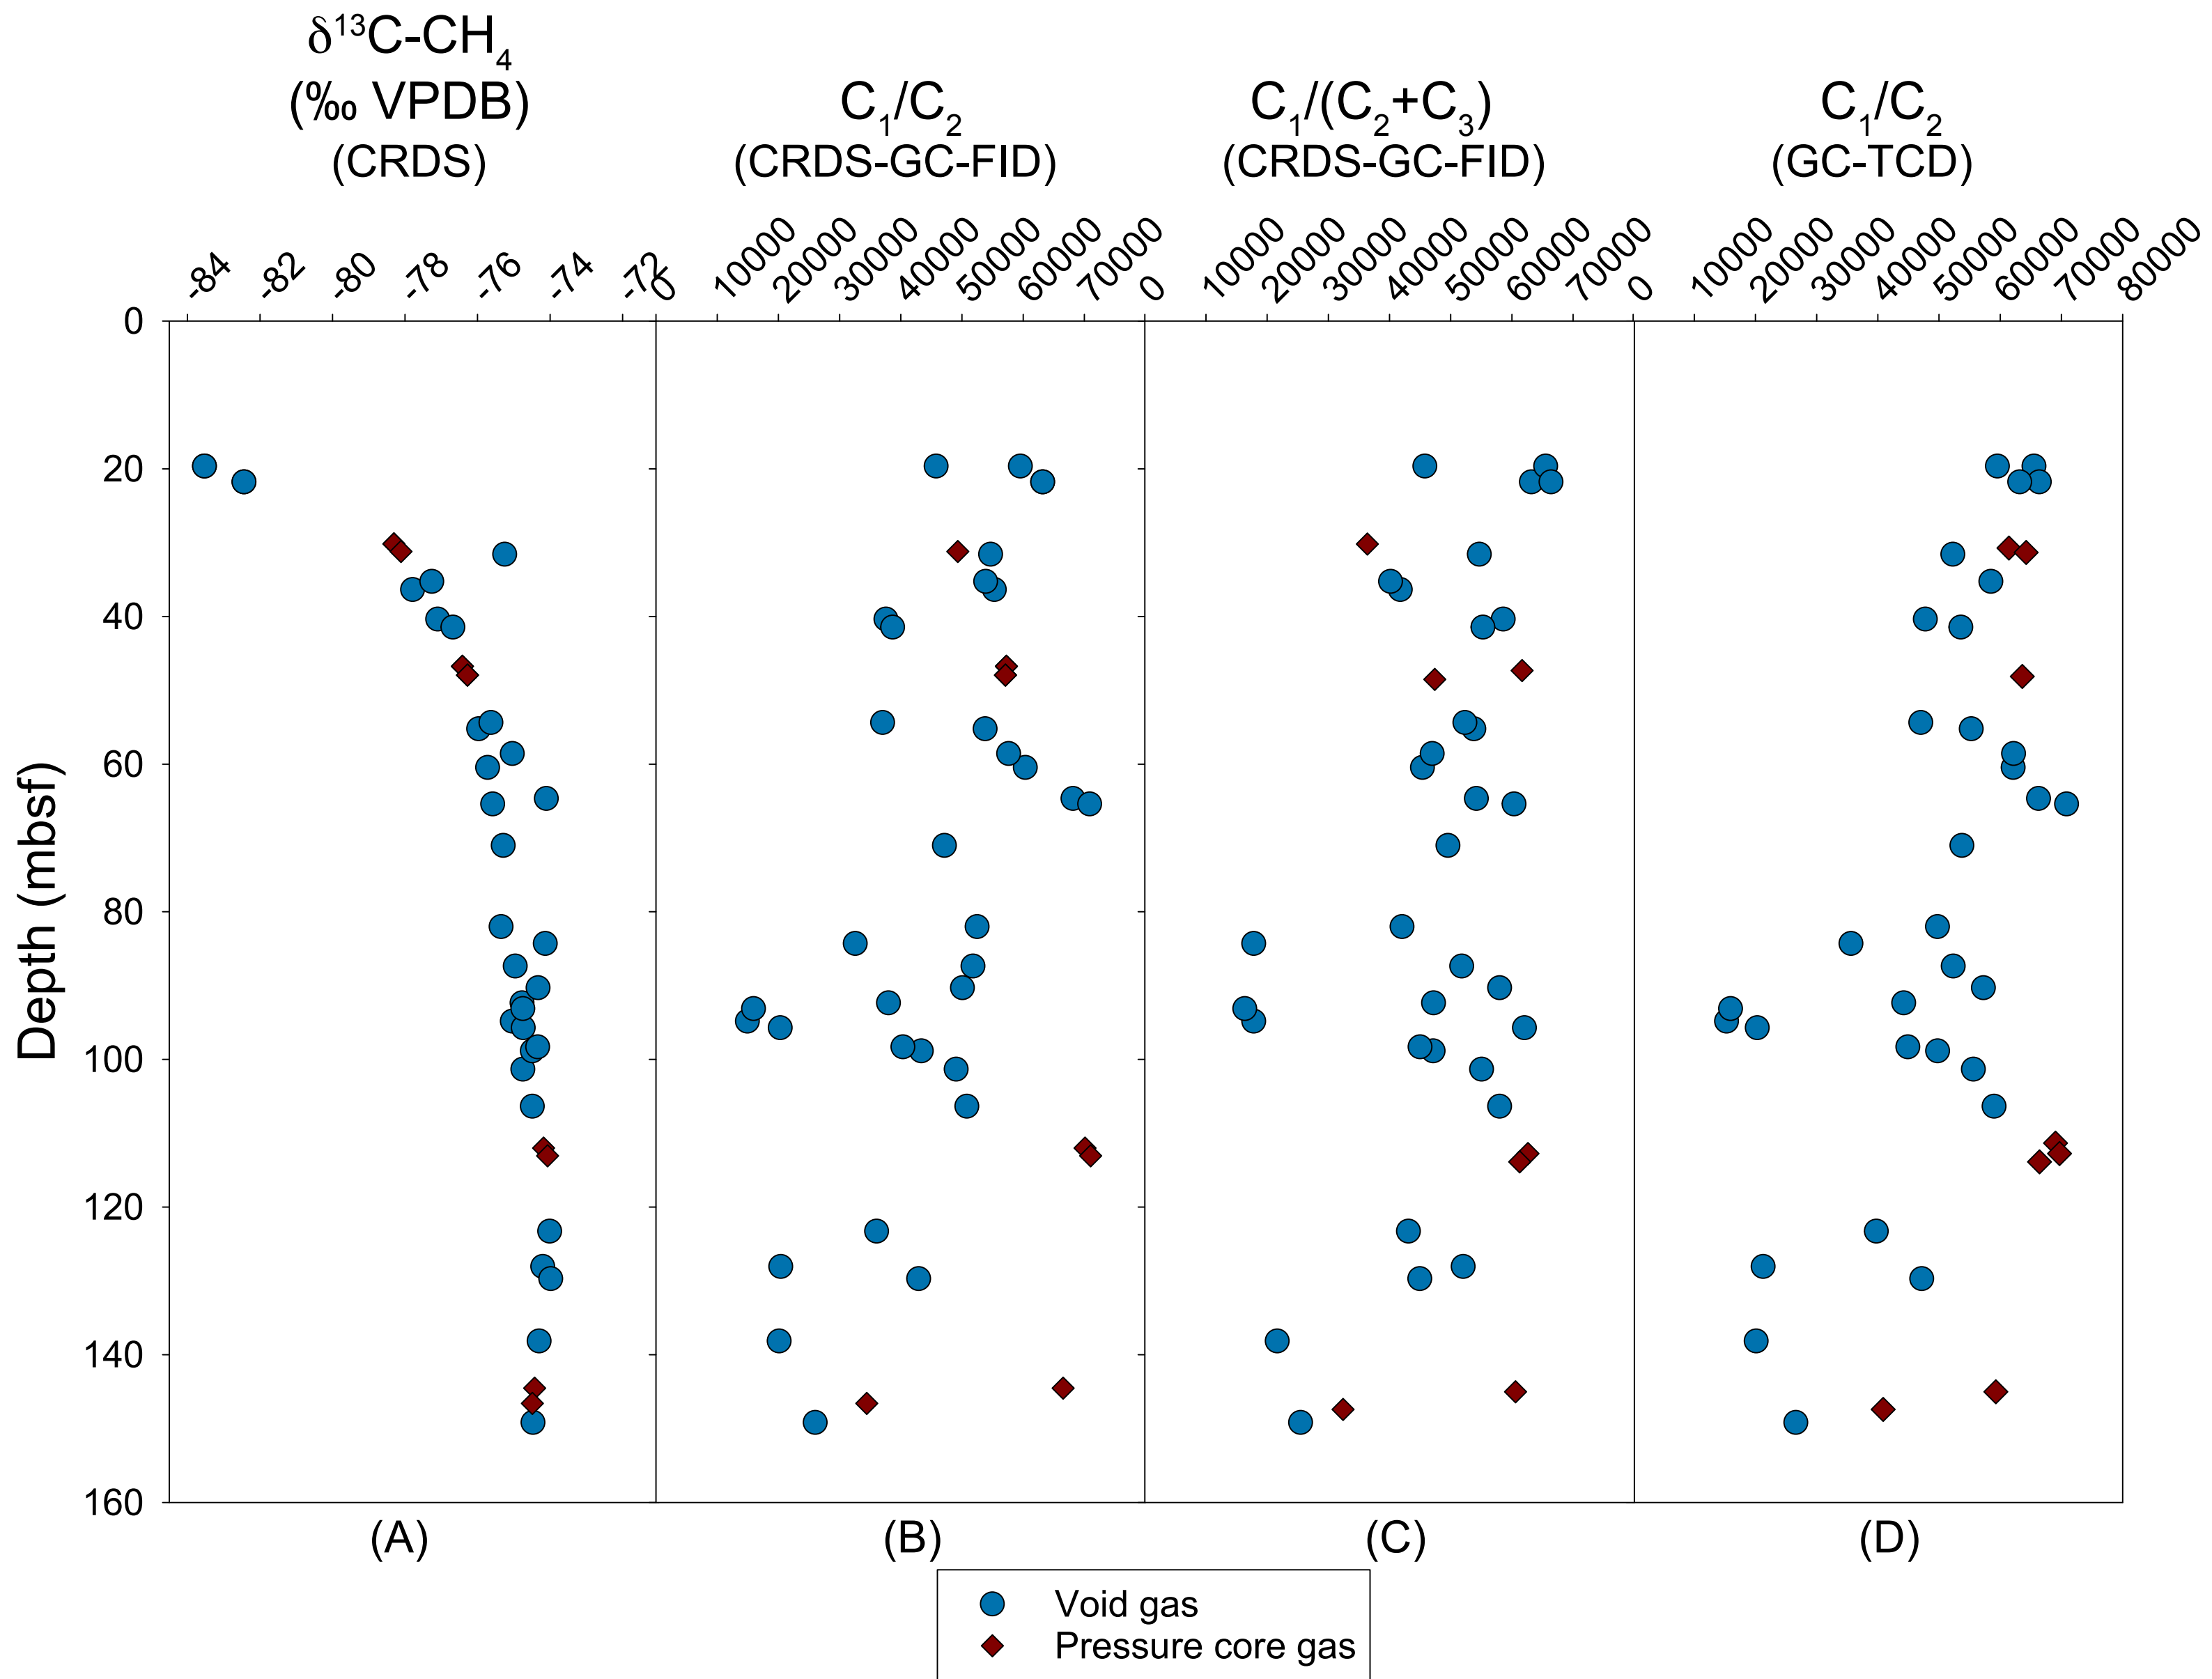 δ¹³C-CH₄
(‰ VPDB)
(CRDS)
C₁/C₂
(CRDS-GC-FID)
C₁/(C₂+C₃)
(CRDS-GC-FID)
C₁/C₂
(GC-TCD)
-84 -82 -80 -78 -76 -74 -72
0 10000 20000 30000 40000 50000 60000 70000
0 10000 20000 30000 40000 50000 60000 70000
0 10000 20000 30000 40000 50000 60000 70000 80000
Depth (mbsf)
0
20
40
60
80
100
120
140
160
(A)
(B)
(C)
(D)
Void gas
Pressure core gas